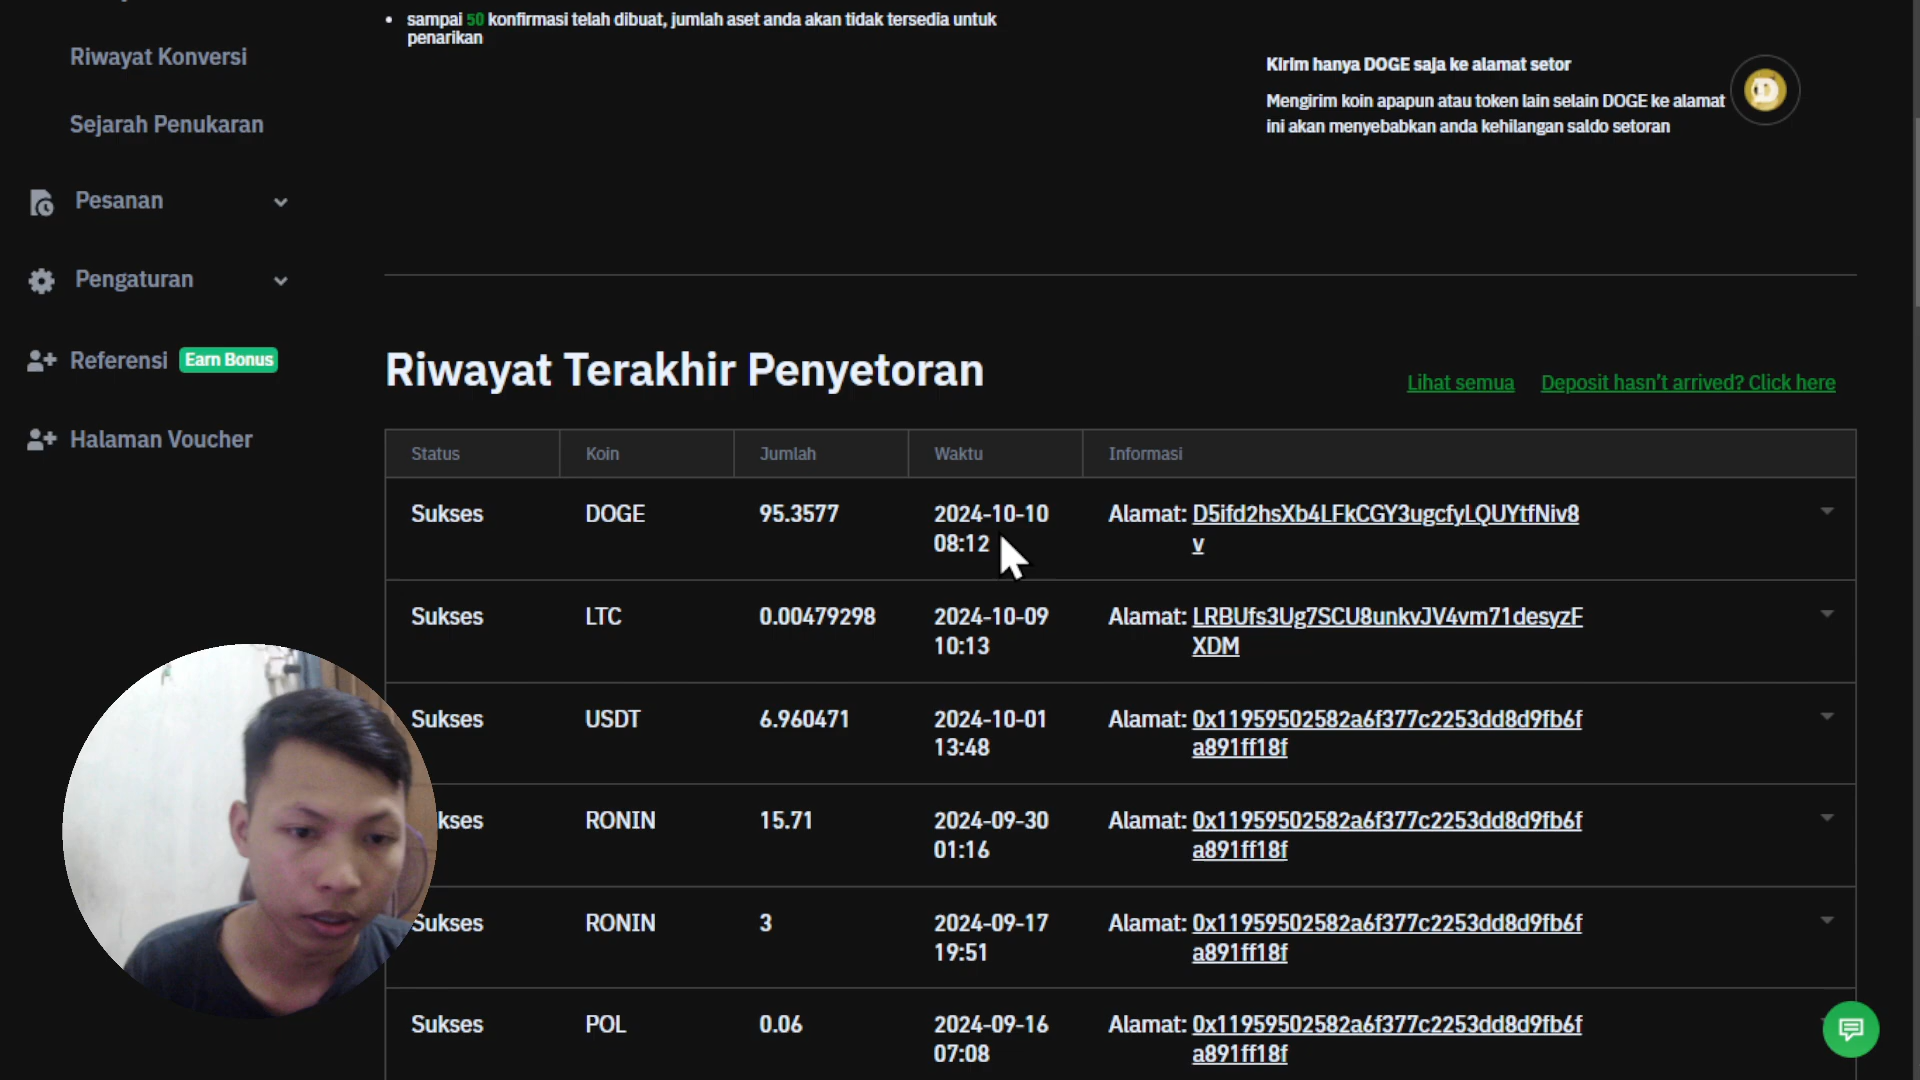 sampai 50 konfirmasi telah dibuat, jumlah aset anda akan tidak tersedia untuk
penarikan
Riwayat Konversi
Sejarah Penukaran
Pesanan
Pengaturan
Referensi Earn Bonus
Halaman Voucher
Kirim hanya DOGE saja ke alamat setor
Mengirim koin apapun atau token lain selain DOGE ke alamat
ini akan menyebabkan anda kehilangan saldo setoran
Riwayat Terakhir Penyetoran
Lihat semua Deposit hasn't arrived? Click here
Status Koin Jumlah Waktu Informasi
Sukses DOGE 95.3577 2024-10-10 Alamat: D5ifd2hsXb4LFkCGY3ugcfyLQUYtfNiv8
08:12 v
Sukses LTC 0.00479298 2024-10-09 Alamat: LRBUfs3Ug7SCU8unkvJV4vm71desyzF
10:13 XDM
Sukses USDT 6.960471 2024-10-01 Alamat: 0x11959502582a6f377c2253dd8d9fb6f
13:48 a891ff18f
kses RONIN 15.71 2024-09-30 Alamat: 0x11959502582a6f377c2253dd8d9fb6f
01:16 a891ff18f
Sukses RONIN 3 2024-09-17 Alamat: 0x11959502582a6f377c2253dd8d9fb6f
19:51 a891ff18f
Sukses POL 0.06 2024-09-16 Alamat: 0x11959502582a6f377c2253dd8d9fb6f
07:08 a891ff18f